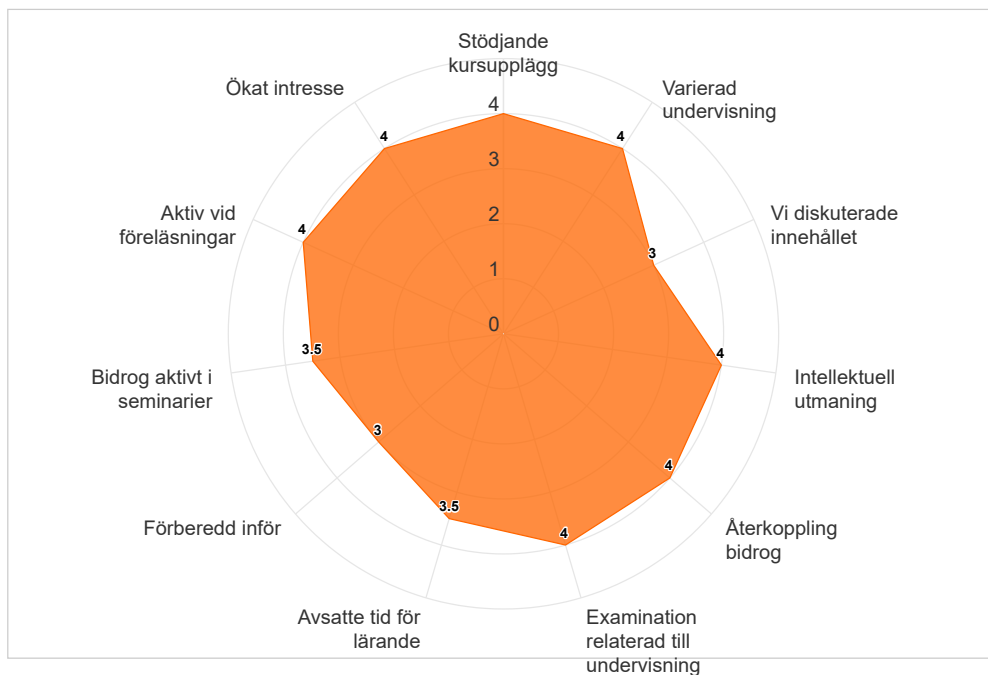 Stödjande
kursupplägg
Ökat intresse
Varierad
undervisning
4
4
4
3
Aktiv vid
föreläsningar
4
Vi diskuterade
innehållet
2
3
1
0
3.5
4
Bidrog aktivt i
seminarier
Intellektuell
utmaning
3
4
Förberedd inför
3.5
4
Återkoppling
bidrog
Avsatte tid för
lärande
Examination
relaterad till
undervisning